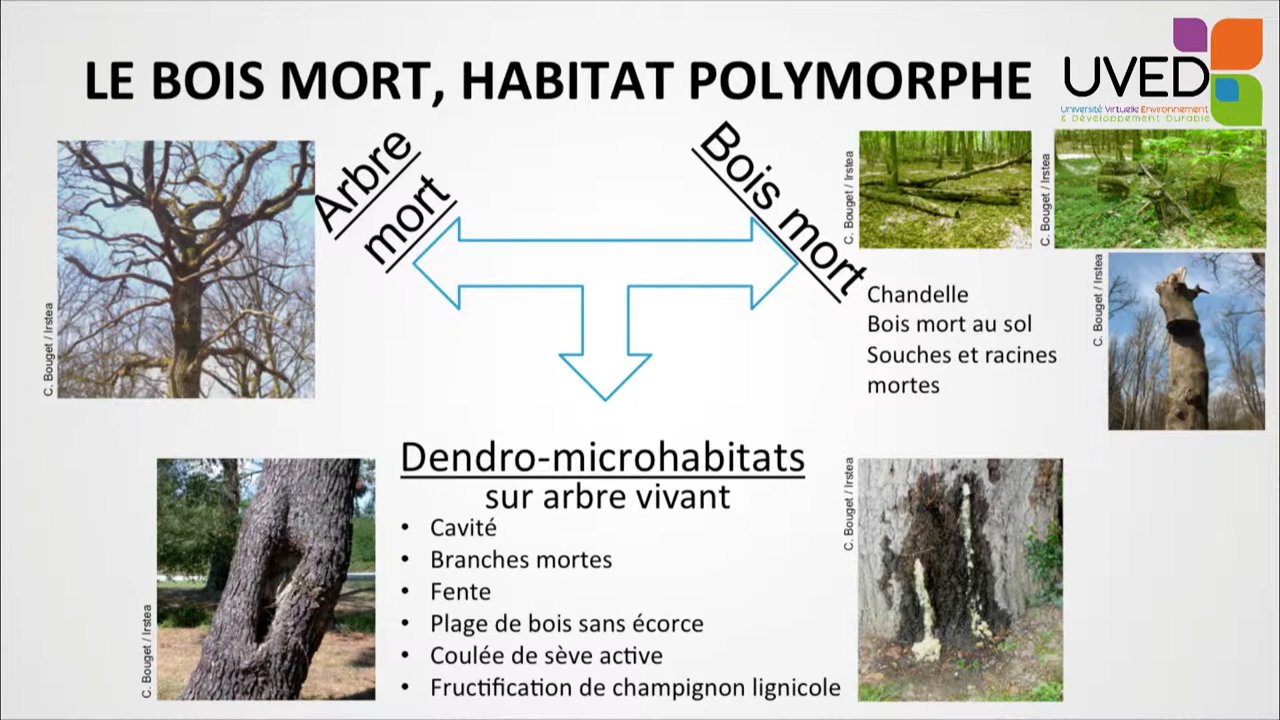 LE BOIS MORT, HABITAT POLYMORPHE
UVED
Université Virtuelle Environnement
& Développement Durable
Arbre
mort
Bois mort
C. Bouget / Irstea
C. Bouget / Irstea
C. Bouget / Irstea
C. Bouget / Irstea
Chandelle
Bois mort au sol
Souches et racines
mortes
Dendro-microhabitats
sur arbre vivant
• Cavité
• Branches mortes
• Fente
• Plage de bois sans écorce
• Coulée de sève active
• Fructification de champignon lignicole
C. Bouget / Irstea
C. Bouget / Irstea